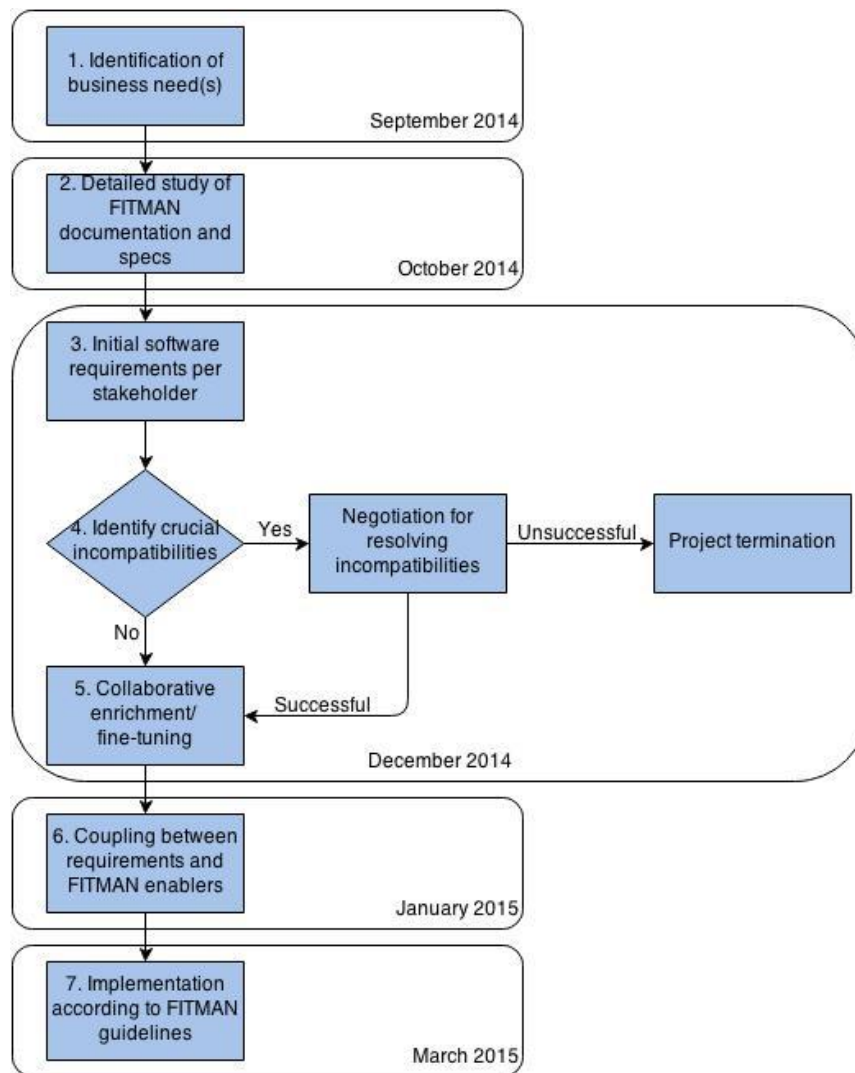 1. Identification of
business need(s)
September 2014
2. Detailed study of
FITMAN
documentation and
specs
October 2014
3. Initial software
requirements per
stakeholder
4. Identify crucial
incompatibilities
Yes
Negotiation for
resolving
incompatibilities
Unsuccessful
Project termination
No
5. Collaborative
enrichment/
fine-tuning
Successful
December 2014
6. Coupling between
requirements and
FITMAN enablers
January 2015
7. Implementation
according to FITMAN
guidelines
March 2015